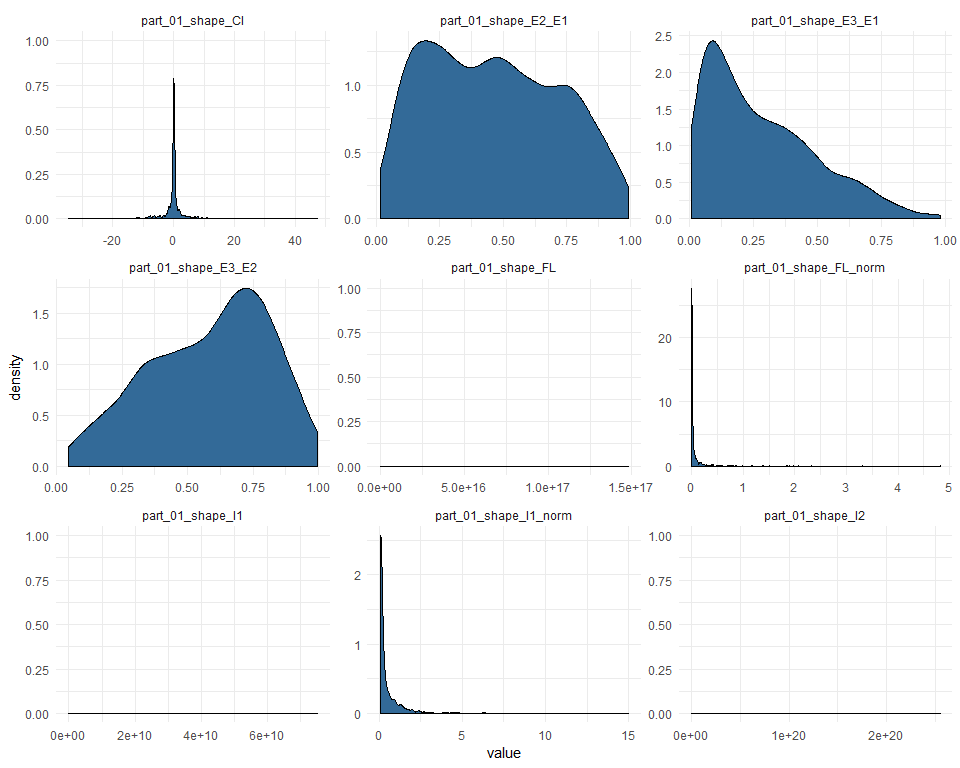 part_01_shape_CI part_01_shape_E2_E1 part_01_shape_E3_E1
1.00
0.75
0.50
0.25
0.00
-20 0 20 40
1.0
0.5
0.0
0.00 0.25 0.50 0.75 1.00
2.5
2.0
1.5
1.0
0.5
0.0
0.00 0.25 0.50 0.75 1.00
part_01_shape_E3_E2 part_01_shape_FL part_01_shape_FL_norm
density
1.5
1.0
0.5
0.0
0.00 0.25 0.50 0.75 1.00
1.00
0.75
0.50
0.25
0.00
0.0e+00 5.0e+16 1.0e+17 1.5e+17
20
10
0
0 1 2 3 4 5
part_01_shape_I1 part_01_shape_I1_norm part_01_shape_I2
1.00
0.75
0.50
0.25
0.00
0e+00 2e+10 4e+10 6e+10
2
1
0
0 5 10 15
1.00
0.75
0.50
0.25
0.00
0e+00 1e+20 2e+20
value